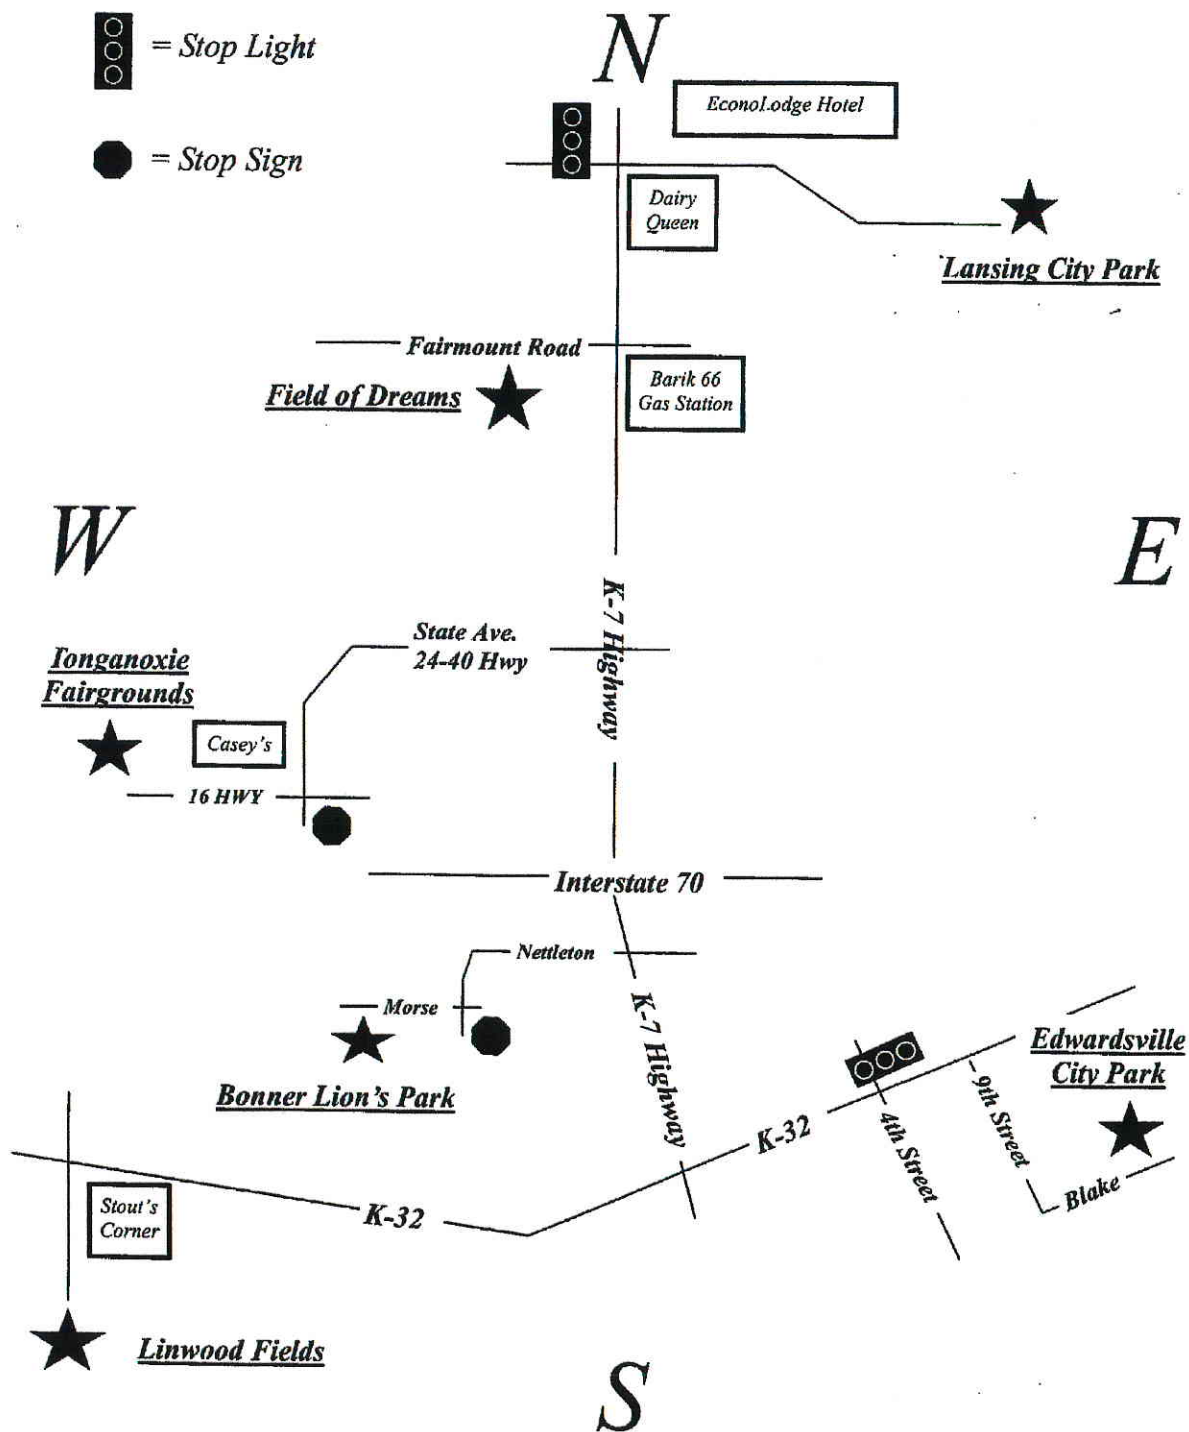 = Stop Light
= Stop Sign
N
EconoLodge Hotel
Dairy
Queen
Lansing City Park
Fairmount Road
Field of Dreams
Barik 66
Gas Station
W
E
K-7 Highway
State Ave.
24-40 Hwy
Tonganoxie
Fairgrounds
Casey's
16 HWY
Interstate 70
Nettleton
Morse
K-7 Highway
Bonner Lion's Park
Edwardsville
City Park
9th Street
4th Street
K-32
Blake
Stout's
Corner
K-32
Linwood Fields
S